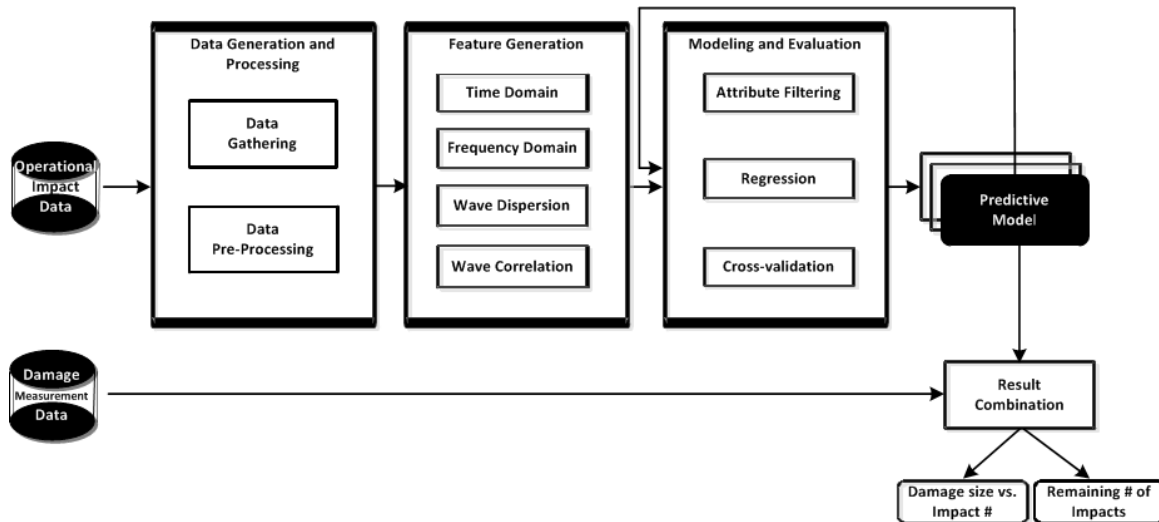 Data Generation and
Processing
Data
Gathering
Data
Pre-Processing
Feature Generation
Time Domain
Frequency Domain
Wave Dispersion
Wave Correlation
Modeling and Evaluation
Attribute Filtering
Regression
Cross-validation
Operational
Impact
Data
Predictive
Model
Damage
Measurement
Data
Result
Combination
Damage size vs.
Impact #
Remaining # of
Impacts